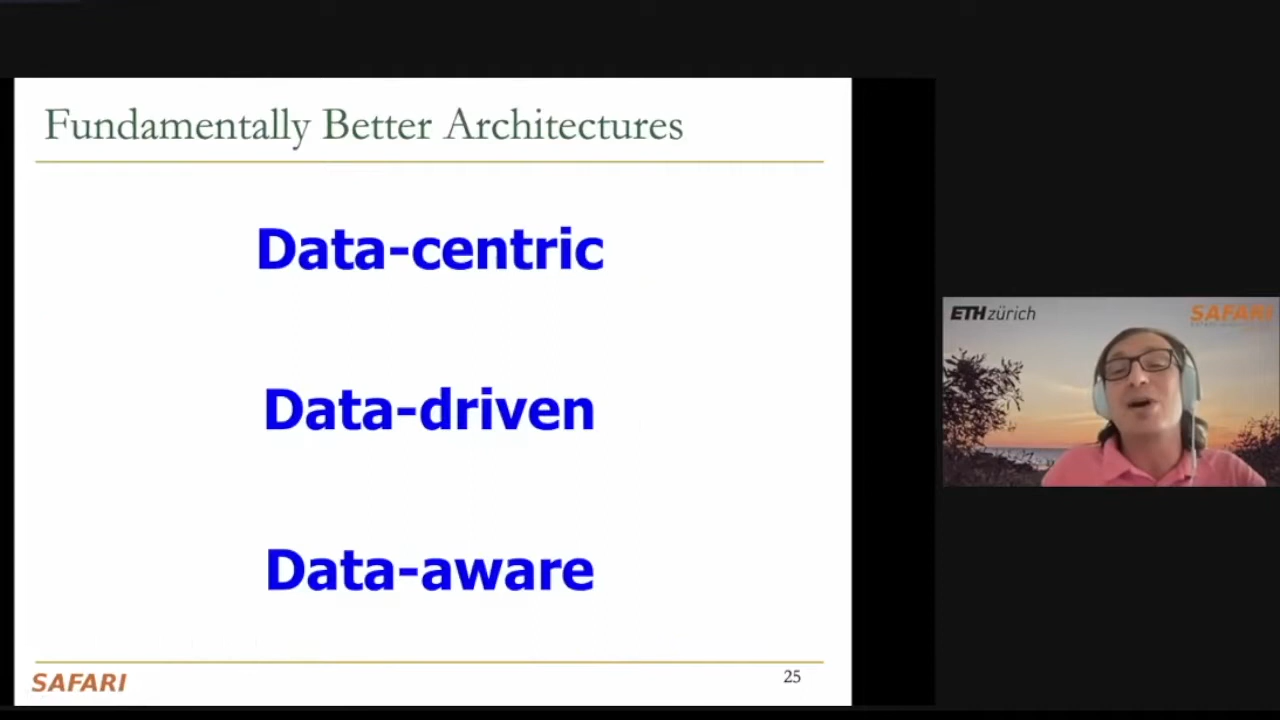 Fundamentally Better Architectures
Data-centric
Data-driven
Data-aware
SAFARI
25
ETH zürich
SAFARI